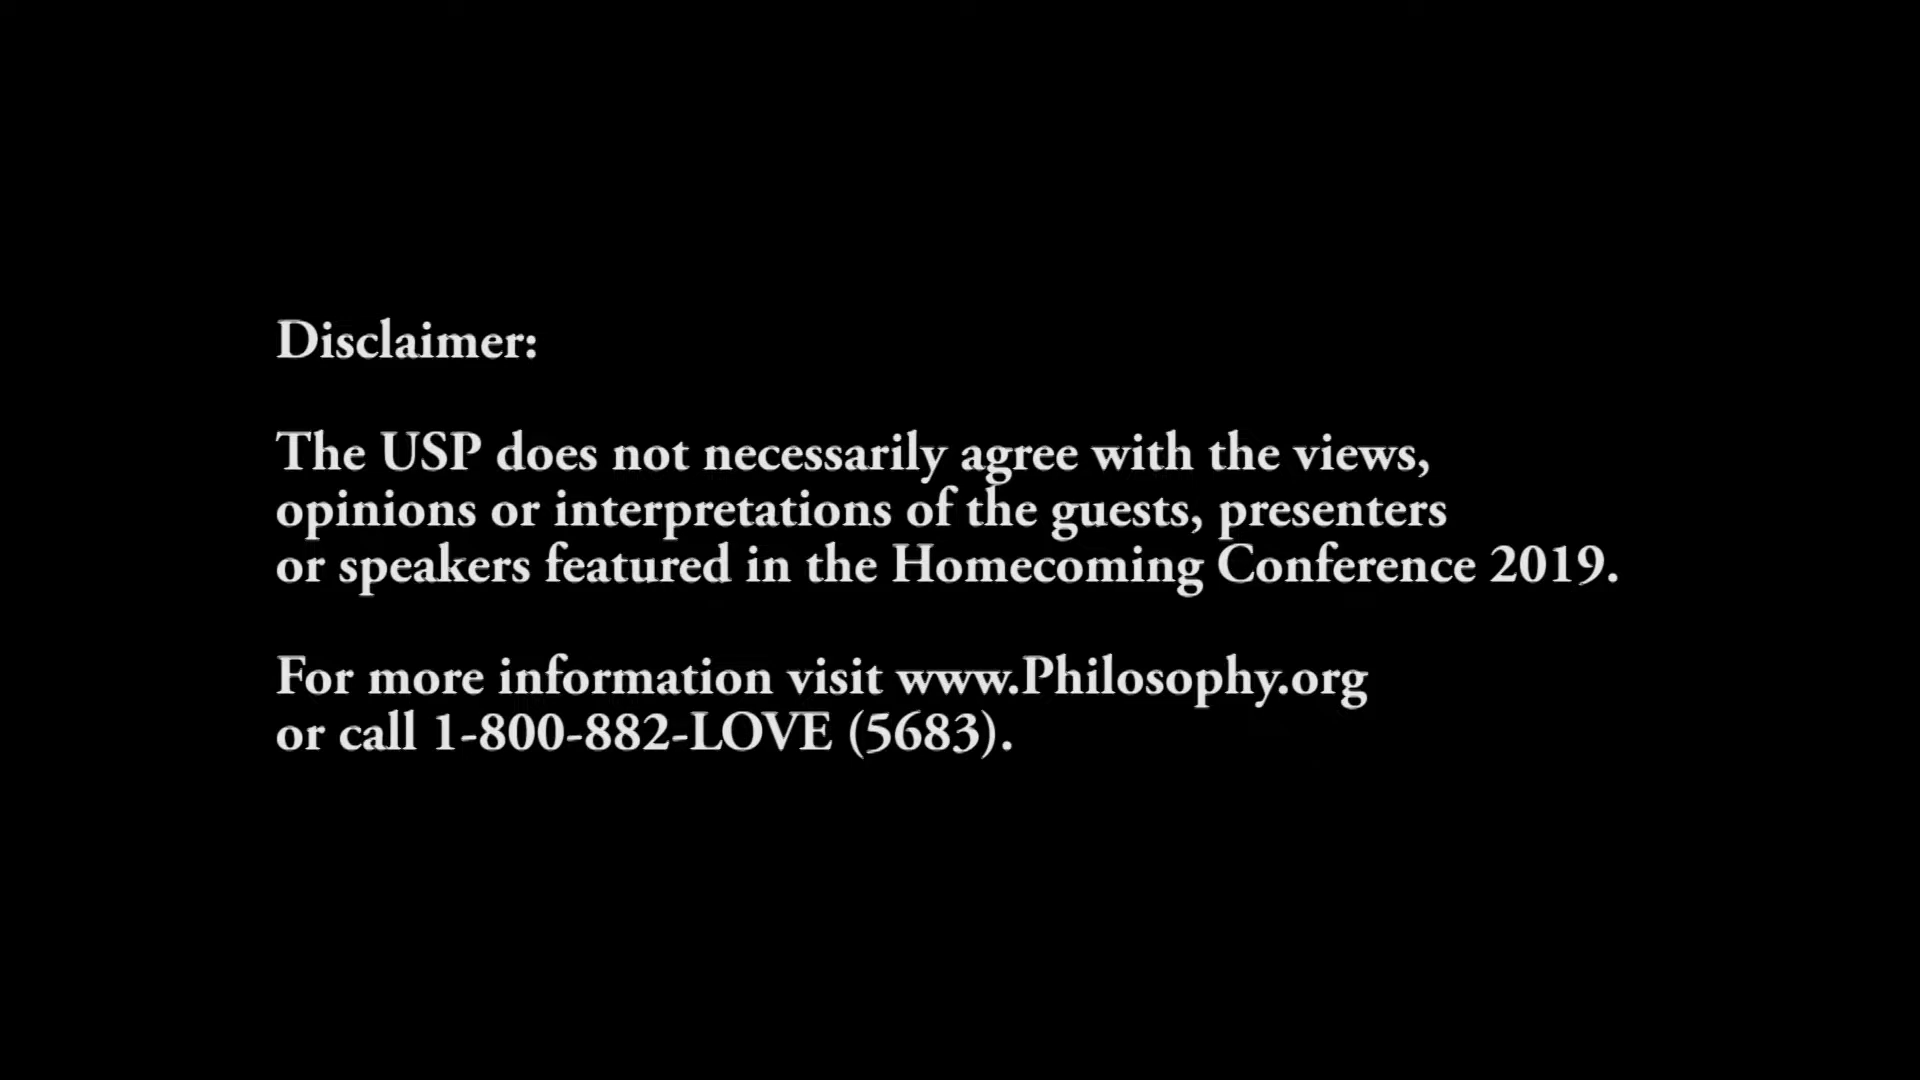 Disclaimer:
The USP does not necessarily agree with the views,
opinions or interpretations of the guests, presenters
or speakers featured in the Homecoming Conference 2019.
For more information visit www.Philosophy.org
or call 1-800-882-LOVE (5683).